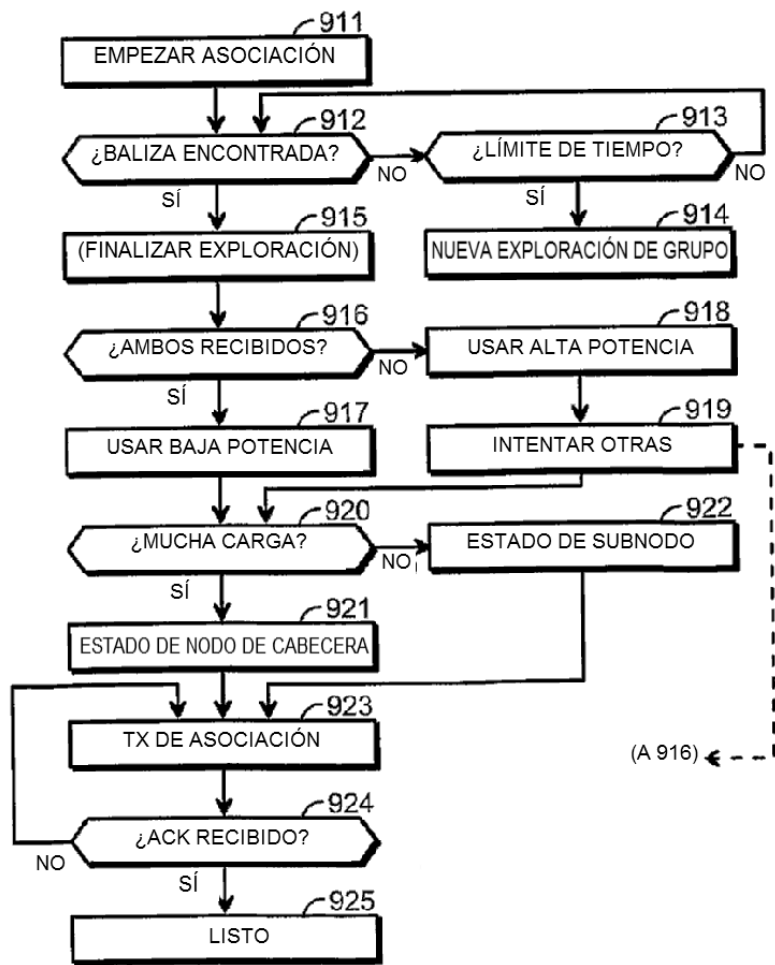 911
EMPEZAR ASOCIACIÓN
912
¿BALIZA ENCONTRADA?
NO
SÍ
913
¿LÍMITE DE TIEMPO?
NO
SÍ
915
(FINALIZAR EXPLORACIÓN)
914
NUEVA EXPLORACIÓN DE GRUPO
916
¿AMBOS RECIBIDOS?
NO
SÍ
918
USAR ALTA POTENCIA
917
USAR BAJA POTENCIA
919
INTENTAR OTRAS
920
¿MUCHA CARGA?
NO
SÍ
922
ESTADO DE SUBNODO
921
ESTADO DE NODO DE CABECERA
923
TX DE ASOCIACIÓN
(A 916)
924
¿ACK RECIBIDO?
NO
SÍ
925
LISTO